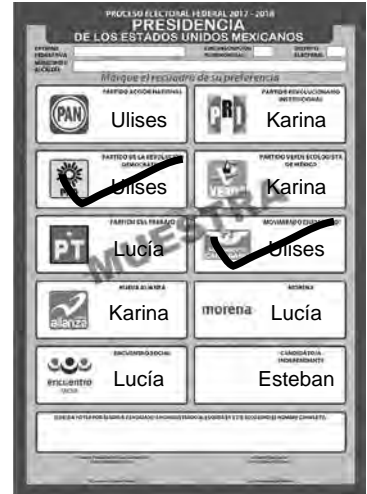 PROCESO ELECTORAL FEDERAL 2017 - 2018
PRESIDENCIA
DE LOS ESTADOS UNIDOS MEXICANOS
Marque el recuadro de su preferencia
PARTIDO ACCIÓN NACIONAL
PAN
Ulises
PARTIDO REVOLUCIONARIO
INSTITUCIONAL
PRI
Karina
PARTIDO DE LA REVOLUCIÓN
DEMOCRÁTICA
Ulises
PARTIDO VERDE ECOLOGISTA
DE MÉXICO
VERDE
Karina
PARTIDO DEL TRABAJO
PT
Lucía
MOVIMIENTO CIUDADANO
Ulises
MUESTRA
NUEVA ALIANZA
alianza
Karina
MORENA
morena
Lucía
ENCUENTRO SOCIAL
encuentro
social
Lucía
CANDIDATO/A
INDEPENDIENTE
Esteban